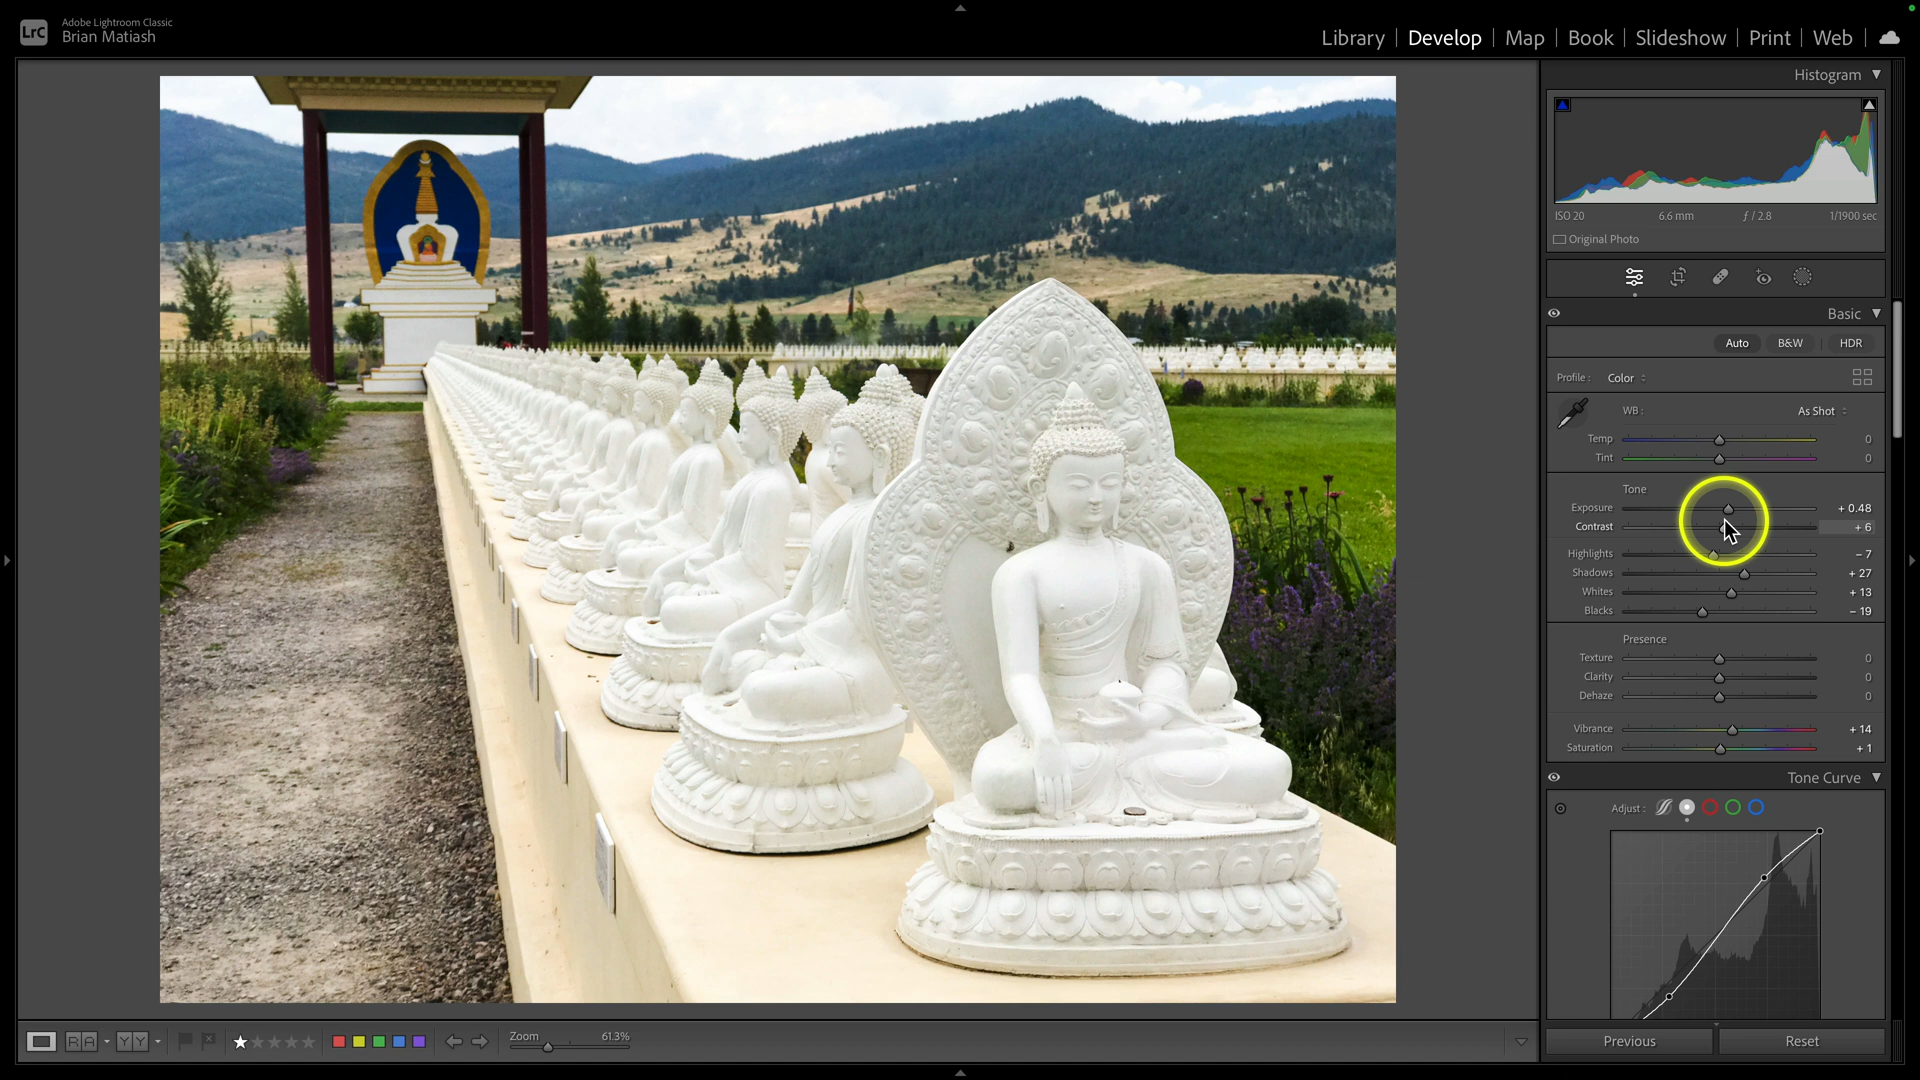 LrC
Adobe Lightroom Classic
Brian Matiash
Library | Develop | Map | Book | Slideshow | Print | Web
Histogram
ISO 20 6.6 mm ƒ / 2.8 1/1900 sec
Original Photo
Basic
Auto B&W HDR
Profile : Color
WB : As Shot
Temp 0
Tint 0
Tone
Exposure + 0.48
Contrast + 6
Highlights – 7
Shadows + 27
Whites + 13
Blacks – 19
Presence
Texture 0
Clarity 0
Dehaze 0
Vibrance + 14
Saturation + 1
Tone Curve
Adjust :
R A Y Y Zoom 61.3%
Previous Reset